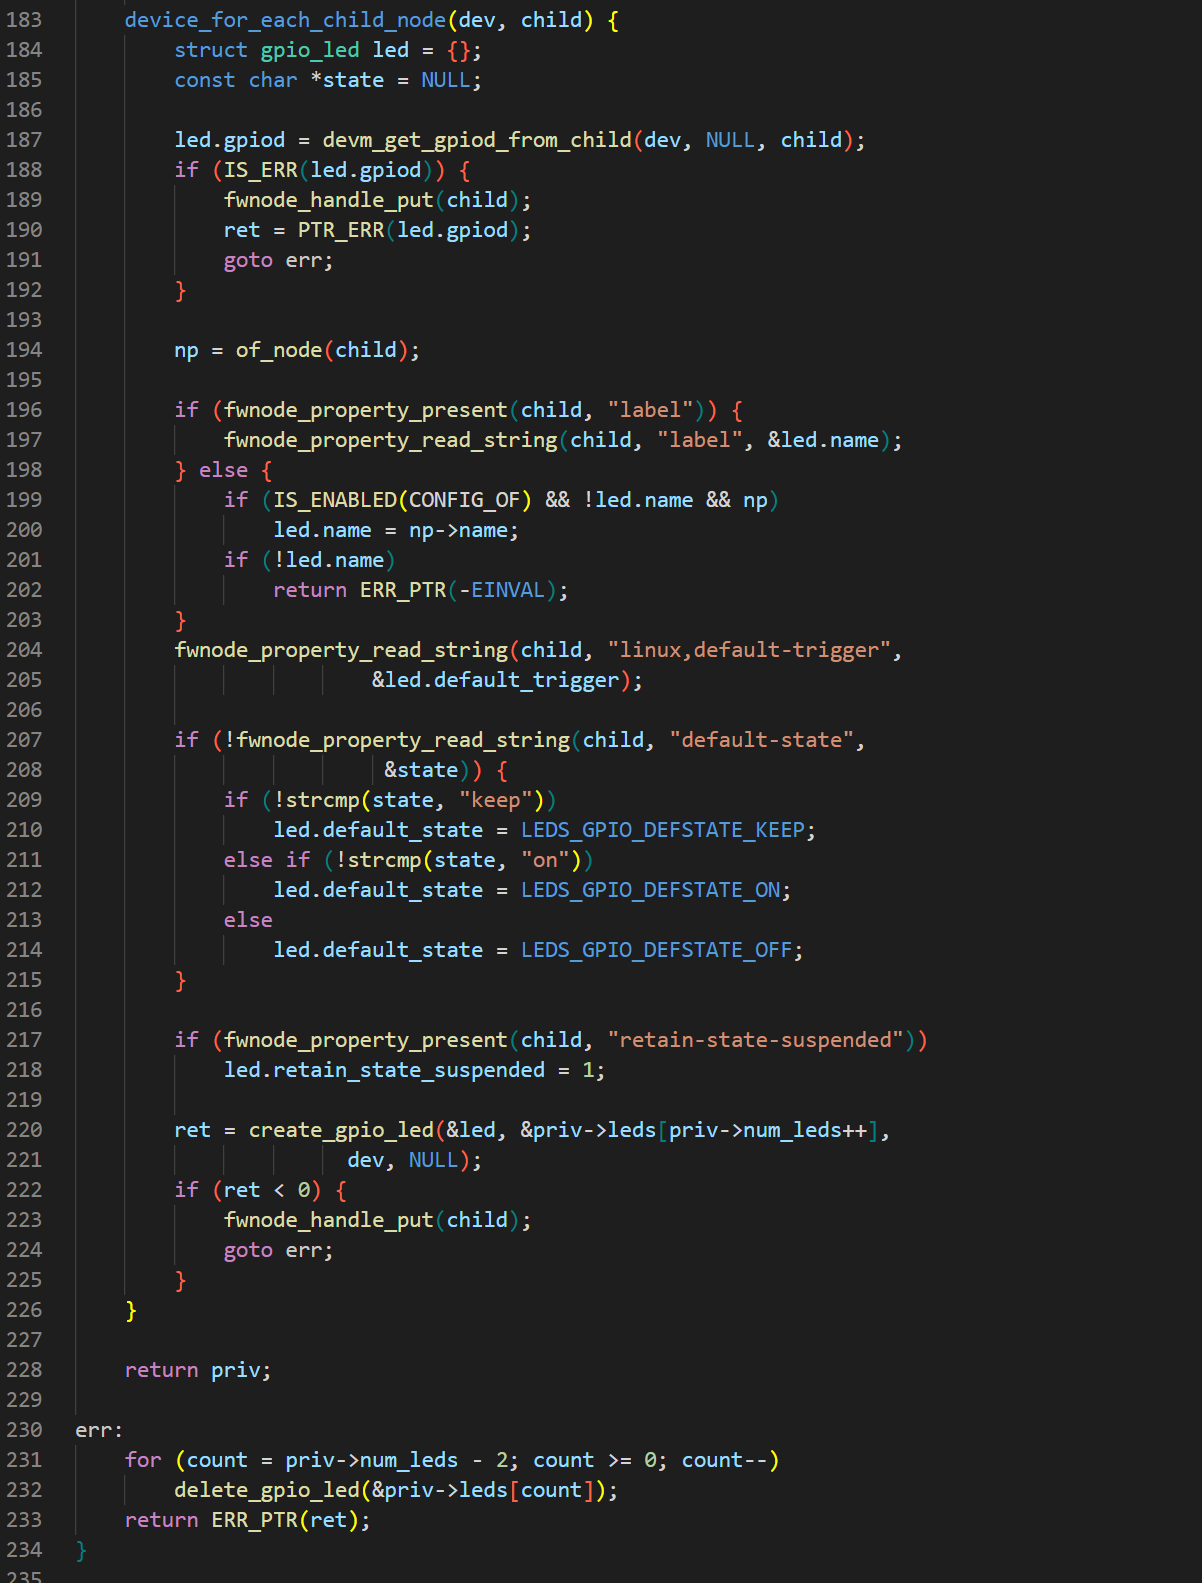 183 device_for_each_child_node(dev, child) {
184 struct gpio_led led = {};
185 const char *state = NULL;
186
187 led.gpiod = devm_get_gpiod_from_child(dev, NULL, child);
188 if (IS_ERR(led.gpiod)) {
189 fwnode_handle_put(child);
190 ret = PTR_ERR(led.gpiod);
191 goto err;
192 }
193
194 np = of_node(child);
195
196 if (fwnode_property_present(child, "label")) {
197 fwnode_property_read_string(child, "label", &led.name);
198 } else {
199 if (IS_ENABLED(CONFIG_OF) && !led.name && np)
200 led.name = np->name;
201 if (!led.name)
202 return ERR_PTR(-EINVAL);
203 }
204 fwnode_property_read_string(child, "linux,default-trigger",
205 &led.default_trigger);
206
207 if (!fwnode_property_read_string(child, "default-state",
208 &state)) {
209 if (!strcmp(state, "keep"))
210 led.default_state = LEDS_GPIO_DEFSTATE_KEEP;
211 else if (!strcmp(state, "on"))
212 led.default_state = LEDS_GPIO_DEFSTATE_ON;
213 else
214 led.default_state = LEDS_GPIO_DEFSTATE_OFF;
215 }
216
217 if (fwnode_property_present(child, "retain-state-suspended"))
218 led.retain_state_suspended = 1;
219
220 ret = create_gpio_led(&led, &priv->leds[priv->num_leds++],
221 dev, NULL);
222 if (ret < 0) {
223 fwnode_handle_put(child);
224 goto err;
225 }
226 }
227
228 return priv;
229
230 err:
231 for (count = priv->num_leds - 2; count >= 0; count--)
232 delete_gpio_led(&priv->leds[count]);
233 return ERR_PTR(ret);
234 }
235